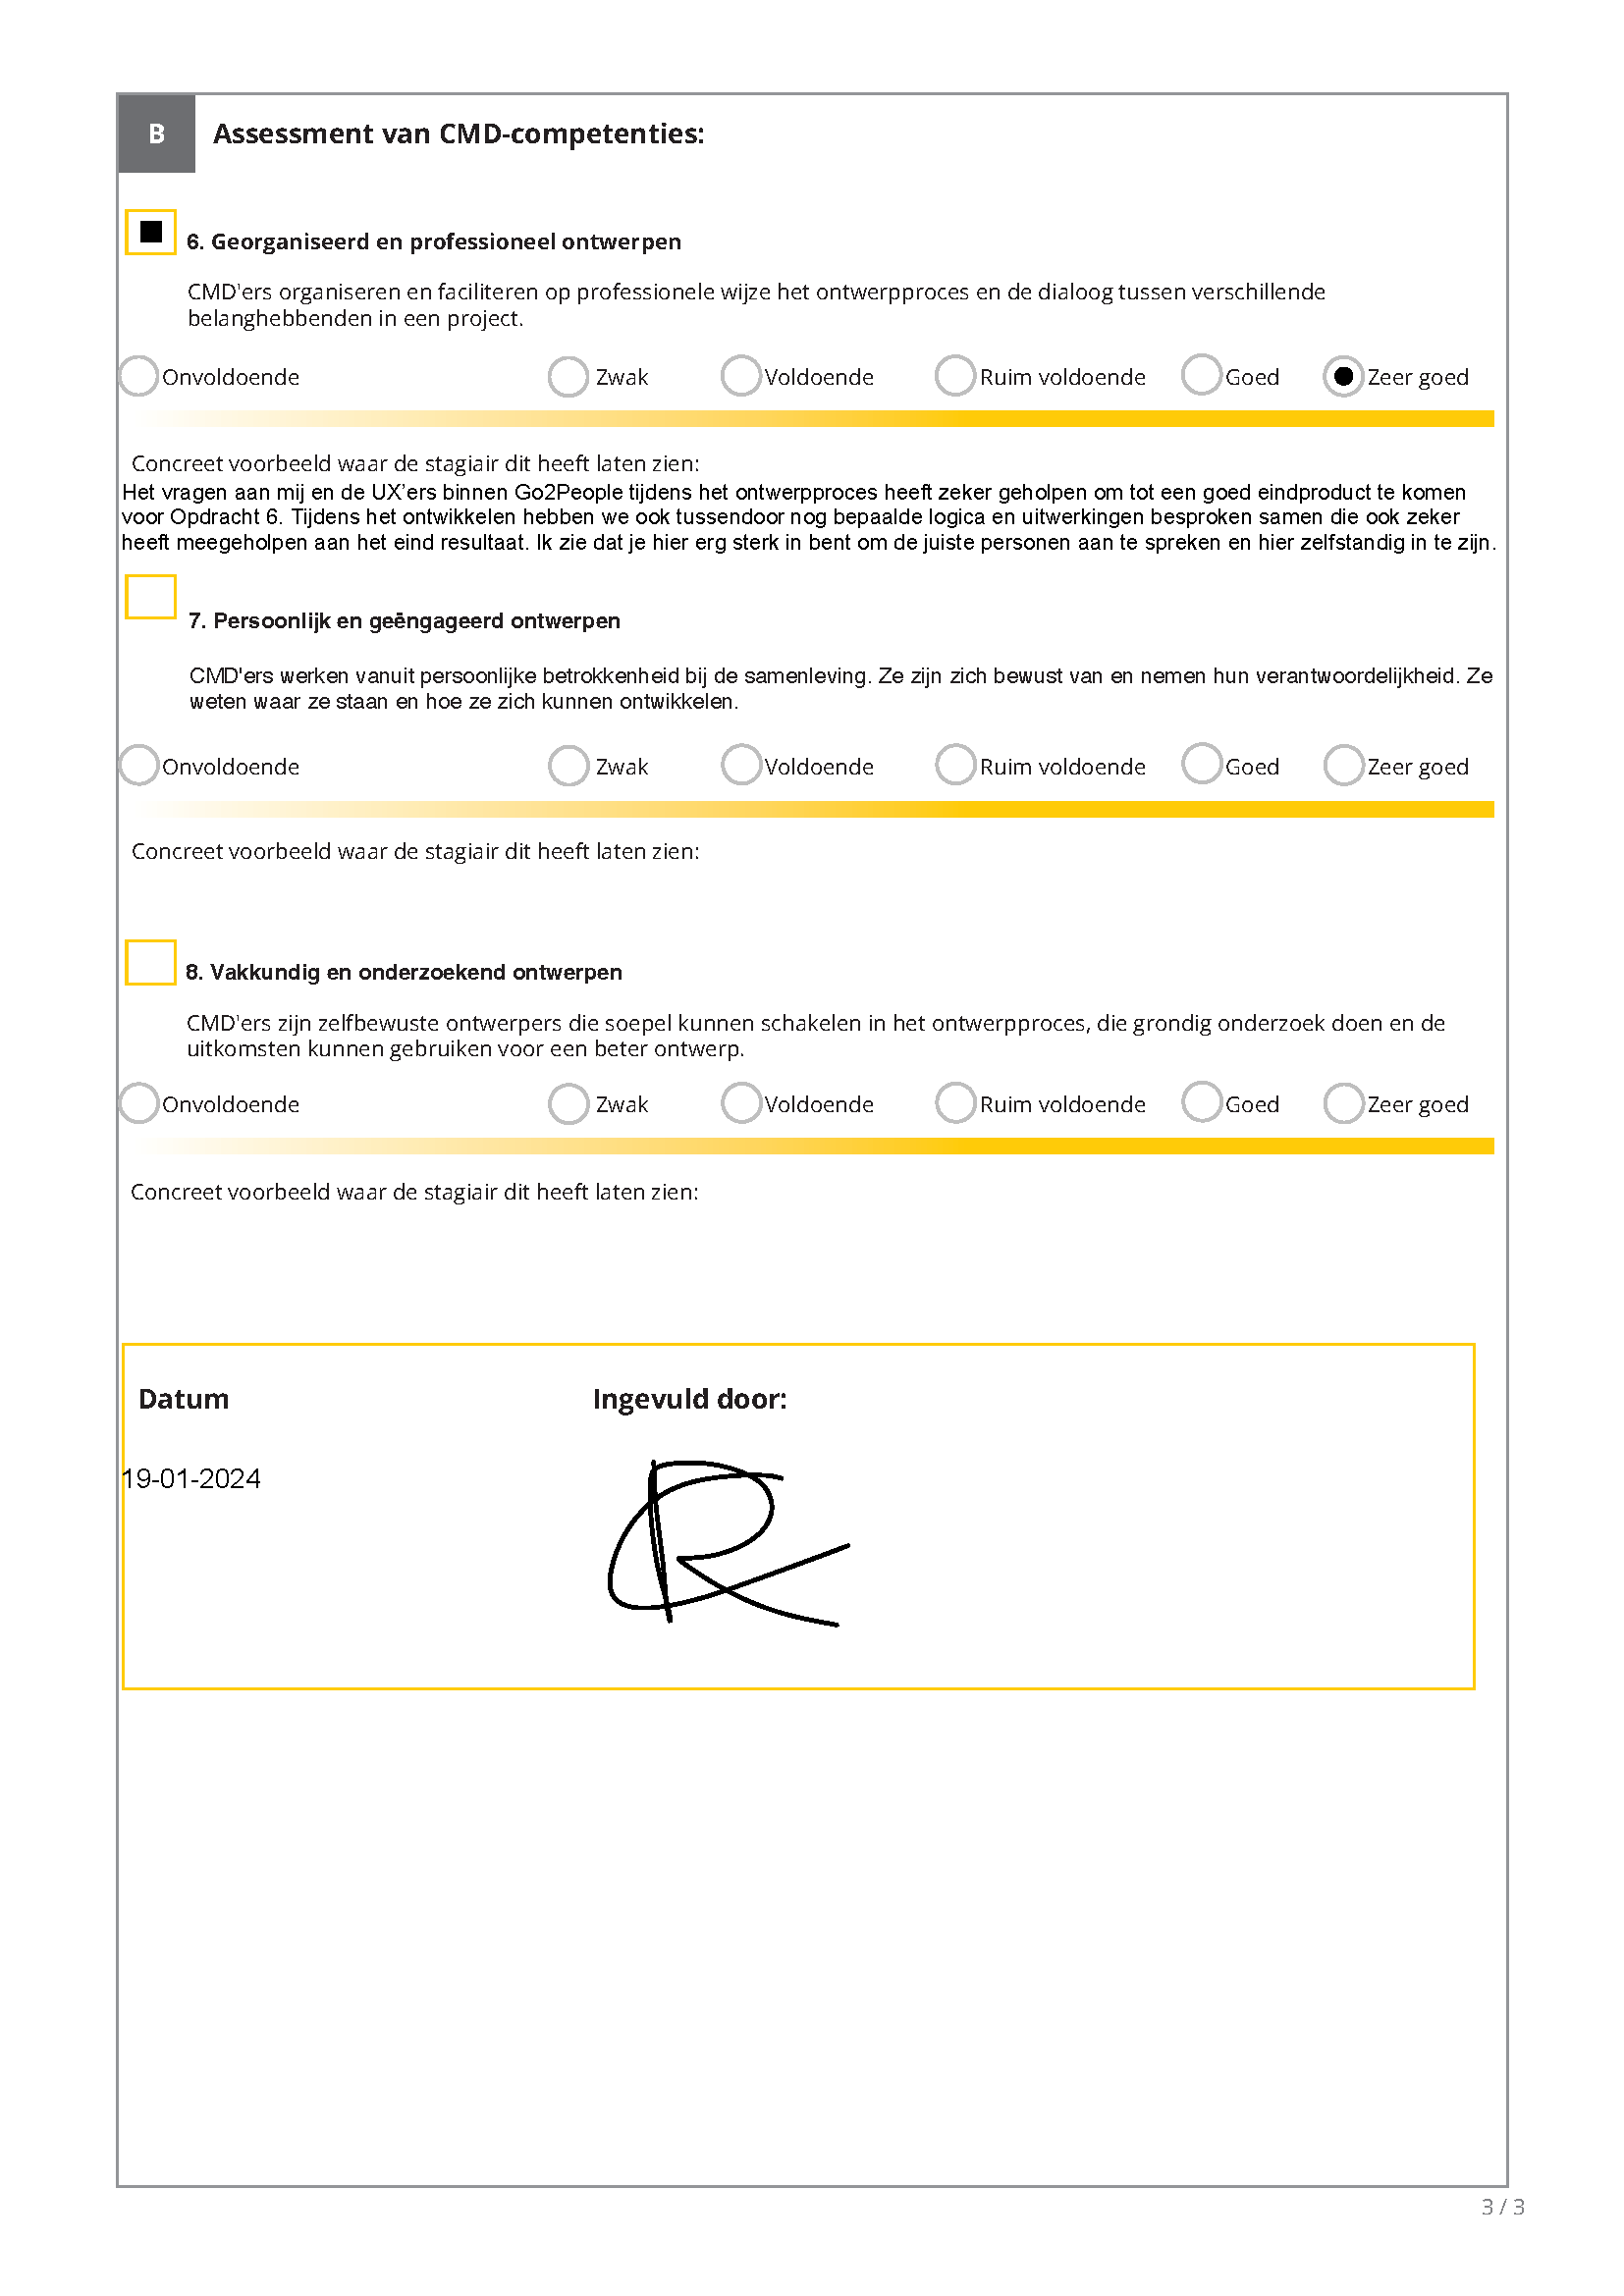 B Assessment van CMD-competenties:
6. Georganiseerd en professioneel ontwerpen
CMD'ers organiseren en faciliteren op professionele wijze het ontwerpproces en de dialoog tussen verschillende
belanghebbenden in een project.
Onvoldoende Zwak Voldoende Ruim voldoende Goed Zeer goed
Concreet voorbeeld waar de stagiair dit heeft laten zien:
Het vragen aan mij en de UX’ers binnen Go2People tijdens het ontwerpproces heeft zeker geholpen om tot een goed eindproduct te komen
voor Opdracht 6. Tijdens het ontwikkelen hebben we ook tussendoor nog bepaalde logica en uitwerkingen besproken samen die ook zeker
heeft meegeholpen aan het eind resultaat. Ik zie dat je hier erg sterk in bent om de juiste personen aan te spreken en hier zelfstandig in te zijn.
7. Persoonlijk en geëngageerd ontwerpen
CMD'ers werken vanuit persoonlijke betrokkenheid bij de samenleving. Ze zijn zich bewust van en nemen hun verantwoordelijkheid. Ze
weten waar ze staan en hoe ze zich kunnen ontwikkelen.
Onvoldoende Zwak Voldoende Ruim voldoende Goed Zeer goed
Concreet voorbeeld waar de stagiair dit heeft laten zien:
8. Vakkundig en onderzoekend ontwerpen
CMD'ers zijn zelfbewuste ontwerpers die soepel kunnen schakelen in het ontwerpproces, die grondig onderzoek doen en de
uitkomsten kunnen gebruiken voor een beter ontwerp.
Onvoldoende Zwak Voldoende Ruim voldoende Goed Zeer goed
Concreet voorbeeld waar de stagiair dit heeft laten zien:
Datum Ingevuld door:
19-01-2024
3 / 3